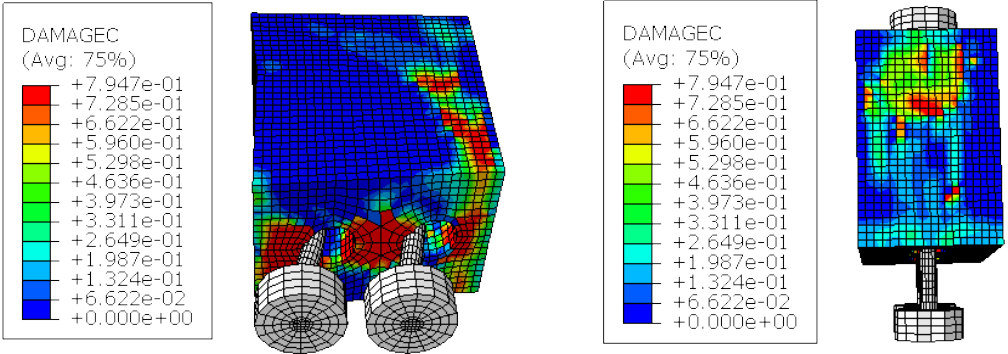 DAMAGEC
(Avg: 75%)
+7.947e-01
+7.285e-01
+6.622e-01
+5.960e-01
+5.298e-01
+4.636e-01
+3.973e-01
+3.311e-01
+2.649e-01
+1.987e-01
+1.324e-01
+6.622e-02
+0.000e+00
DAMAGEC
(Avg: 75%)
+7.947e-01
+7.285e-01
+6.622e-01
+5.960e-01
+5.298e-01
+4.636e-01
+3.973e-01
+3.311e-01
+2.649e-01
+1.987e-01
+1.324e-01
+6.622e-02
+0.000e+00